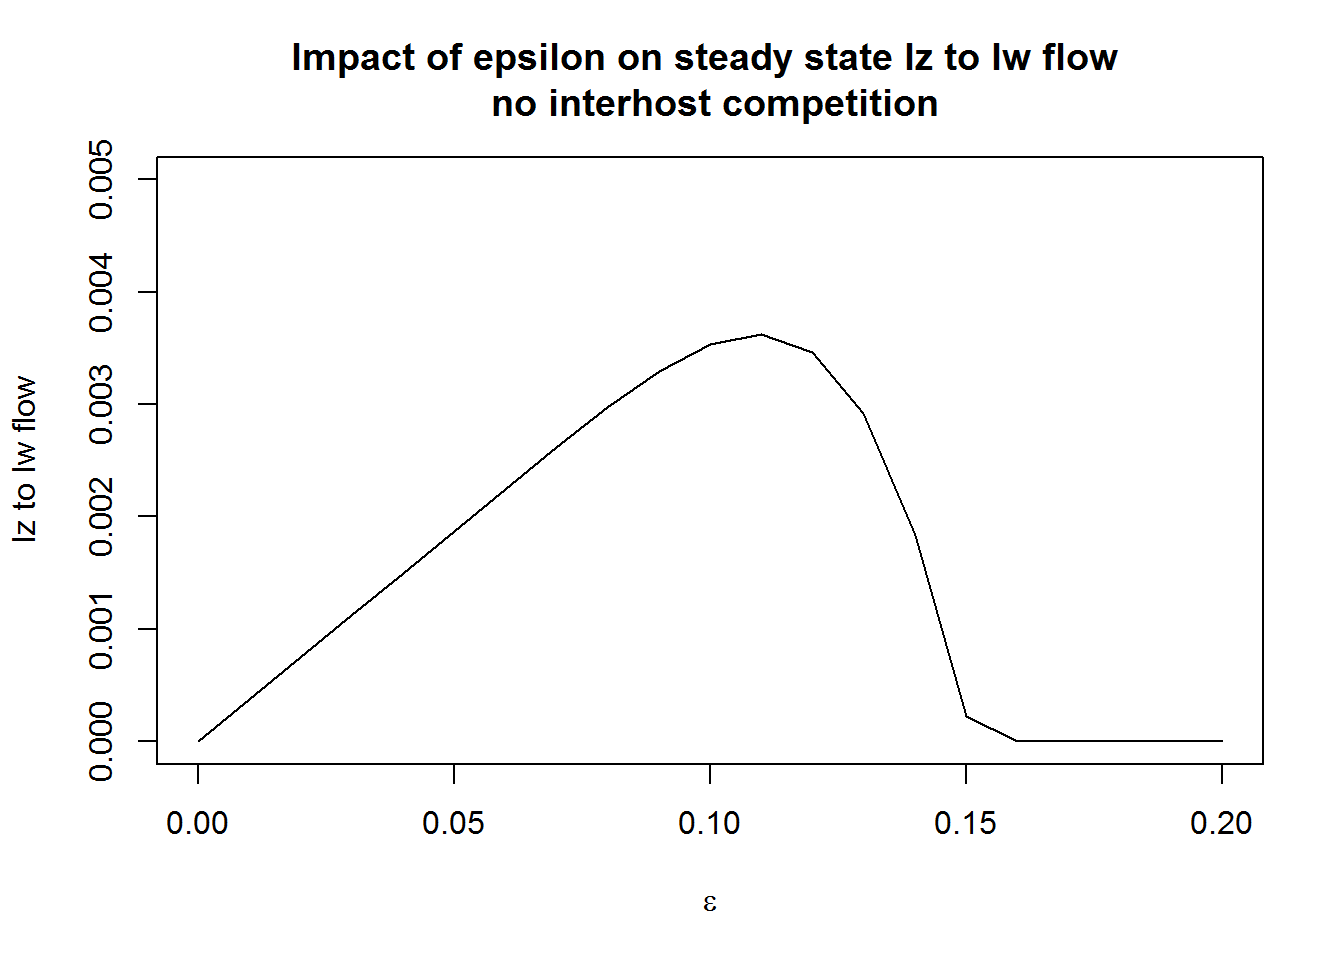 Impact of epsilon on steady state Iz to Iw flow
no interhost competition
Iz to Iw flow
0.005
0.004
0.003
0.002
0.001
0.000
0.00 0.05 0.10 0.15 0.20
ε